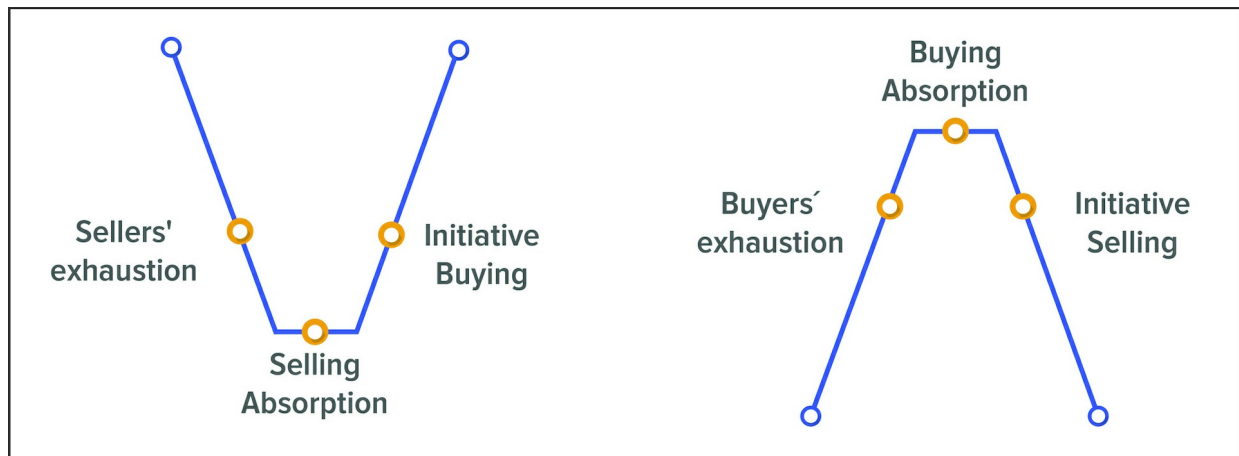 Sellers'
exhaustion
Selling
Absorption
Initiative
Buying
Buyers´
exhaustion
Buying
Absorption
Initiative
Selling